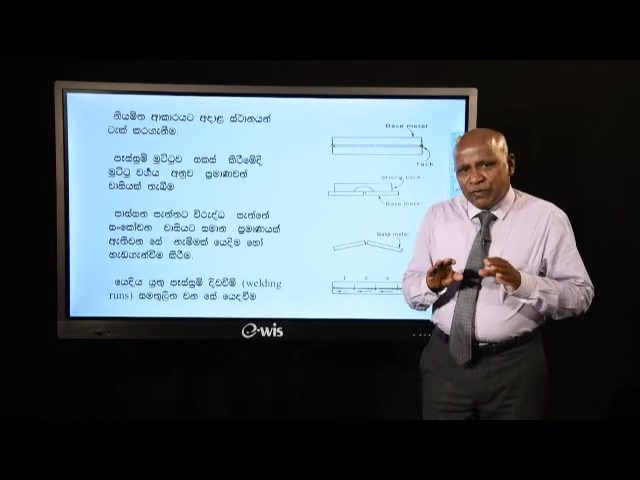 නියමිත ආකාරයට අදාළ ස්ථානයන්
ටැක් කරගැනීම.
පෑස්සුම් මුට්ටුව සකස් කිරීමේදී
මුට්ටු වර්ගය අනුව ප්‍රමාණවත්
වාසියක් තැබීම
පාස්සන පැත්තට විරුද්ධ පැත්තේ
සංකෝචන වාසියට සමාන ප්‍රමාණයක්
ඇතිවන සේ නැම්මක් යෙදීම හෝ
හැඩගැන්වීම කිරීම.
යෙදිය යුතු පෑස්සුම් දිවවීම් (welding
runs) සමතුලිත වන සේ යෙදවීම
Base metal
Tack
Strong back
Base metal
Base metal
e-wis